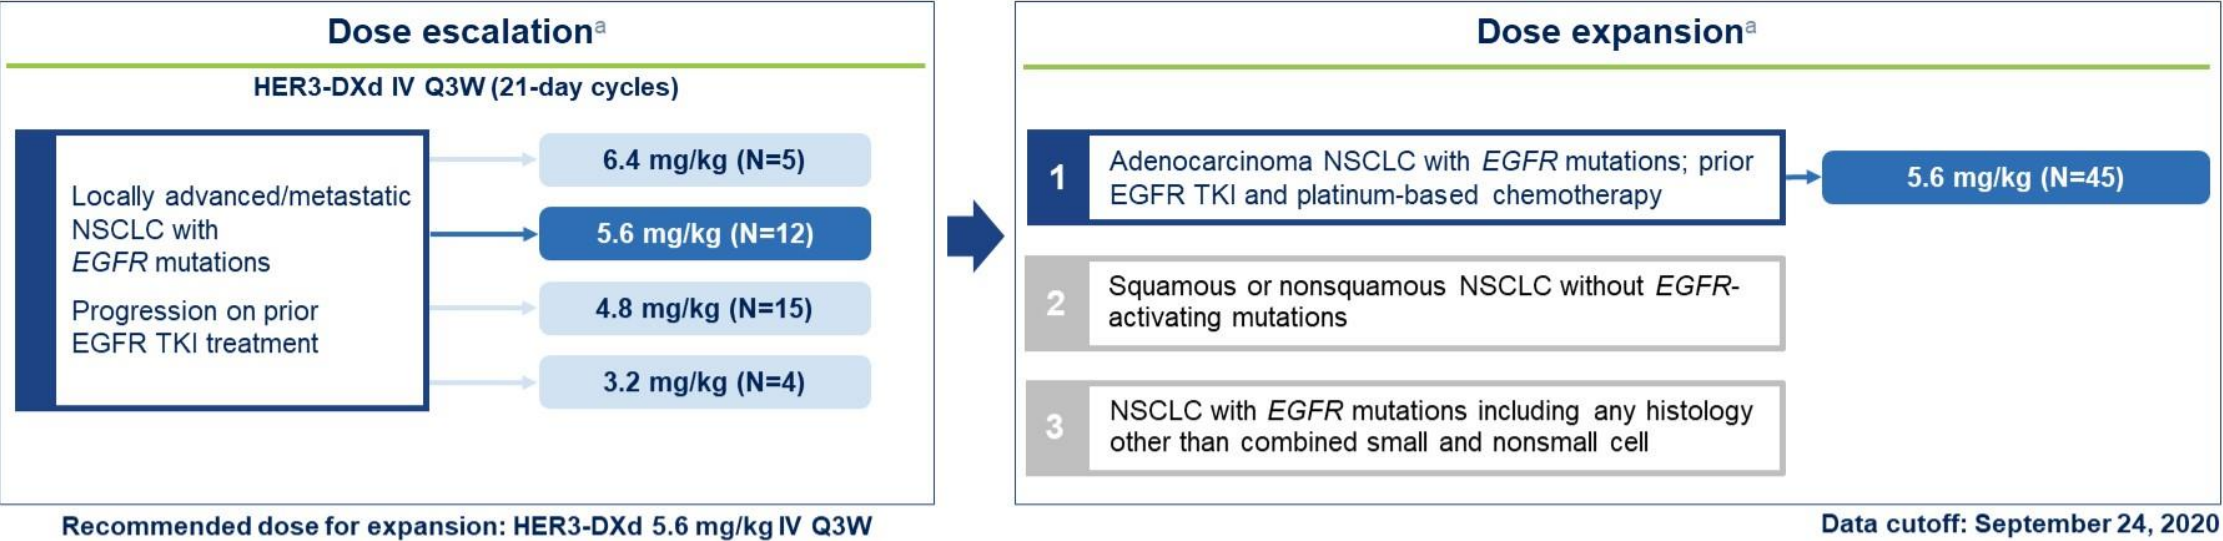 Dose escalationa
HER3-DXd IV Q3W (21-day cycles)
Locally advanced/metastatic
NSCLC with
EGFR mutations
Progression on prior
EGFR TKI treatment
6.4 mg/kg (N=5)
5.6 mg/kg (N=12)
4.8 mg/kg (N=15)
3.2 mg/kg (N=4)
Recommended dose for expansion: HER3-DXd 5.6 mg/kg IV Q3W
Dose expansiona
1
Adenocarcinoma NSCLC with EGFR mutations; prior
EGFR TKI and platinum-based chemotherapy
5.6 mg/kg (N=45)
2
Squamous or nonsquamous NSCLC without EGFR-
activating mutations
3
NSCLC with EGFR mutations including any histology
other than combined small and nonsmall cell
Data cutoff: September 24, 2020